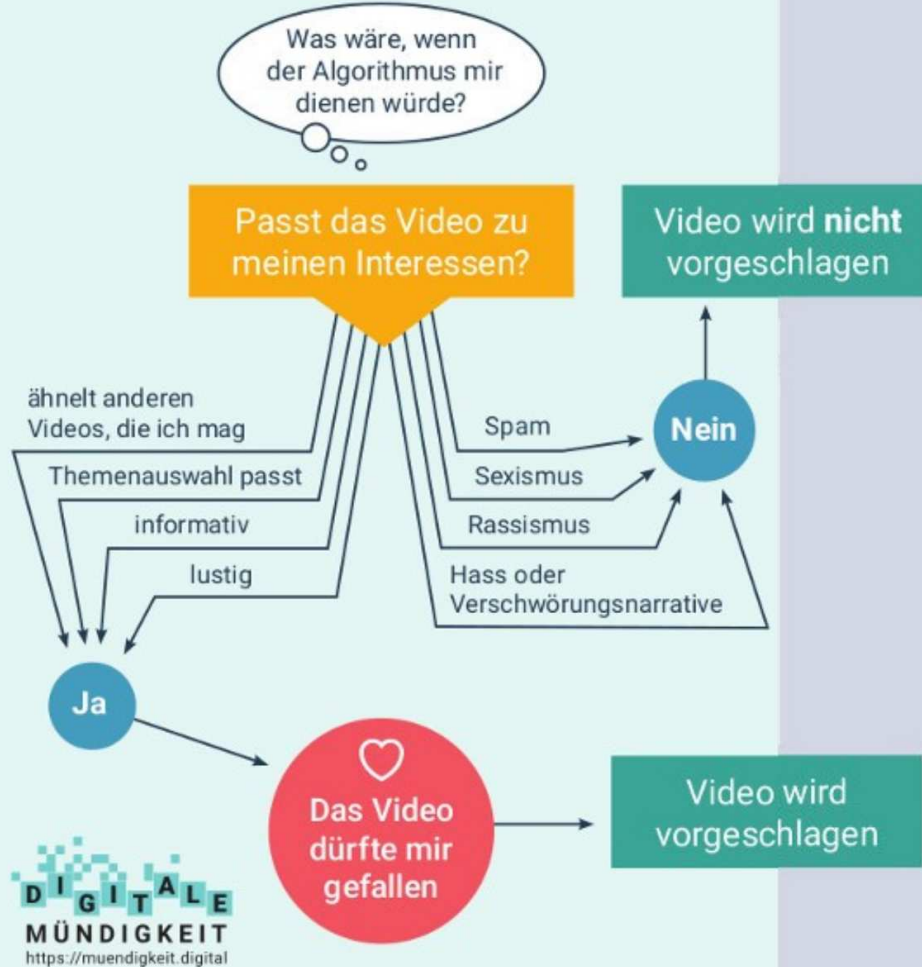 Was wäre, wenn
der Algorithmus mir
dienen würde?
Passt das Video zu
meinen Interessen?
Video wird nicht
vorgeschlagen
ähnelt anderen
Videos, die ich mag
Themenauswahl passt
informativ
lustig
Spam
Sexismus
Rassismus
Hass oder
Verschwörungsnarrative
Nein
Ja
Das Video
dürfte mir
gefallen
Video wird
vorgeschlagen
DIGITALE
MÜNDIGKEIT
https://muendigkeit.digital